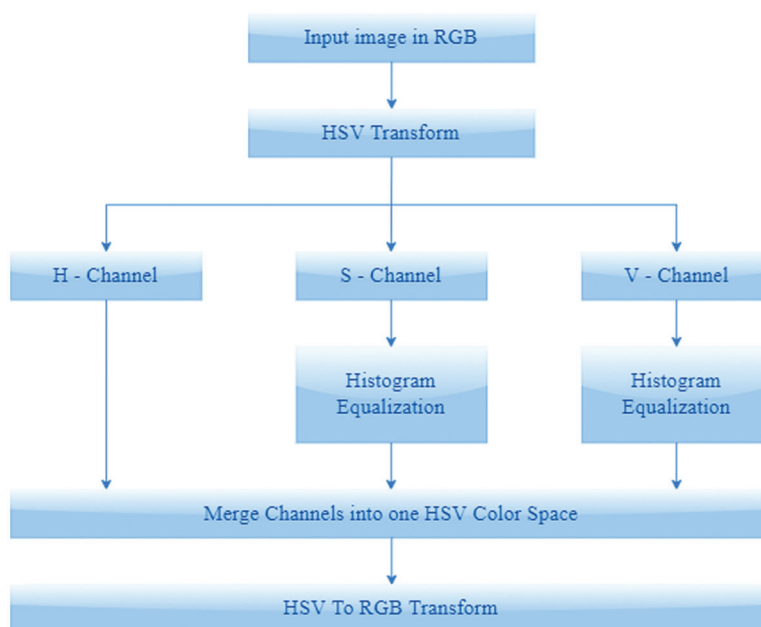 Input image in RGB
HSV Transform
H - Channel
S - Channel
V - Channel
Histogram
Equalization
Histogram
Equalization
Merge Channels into one HSV Color Space
HSV To RGB Transform